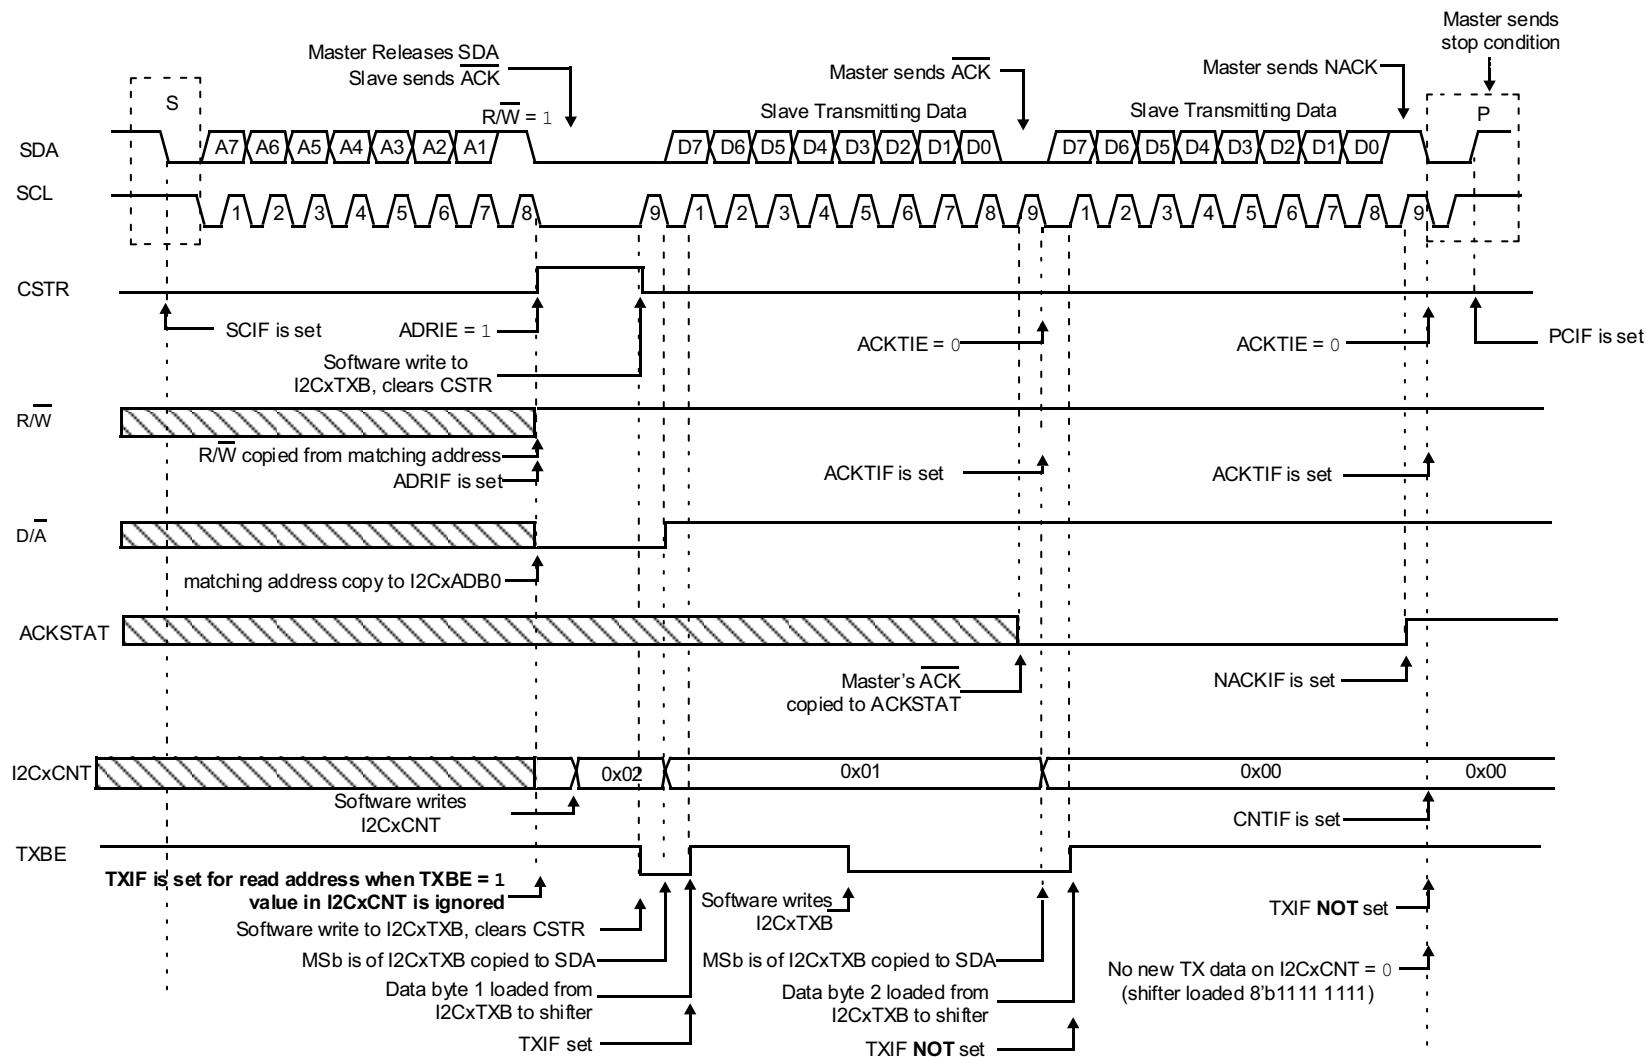 Master sends
stop condition
Master Releases SDA
Slave sends ACK
Master sends ACK
Master sends NACK
S
R/W = 1
Slave Transmitting Data
Slave Transmitting Data
P
SDA
A7 A6 A5 A4 A3 A2 A1
D7 D6 D5 D4 D3 D2 D1 D0
D7 D6 D5 D4 D3 D2 D1 D0
SCL
1 2 3 4 5 6 7 8 9
1 2 3 4 5 6 7 8 9
1 2 3 4 5 6 7 8 9
CSTR
SCIF is set
ADRIE = 1
ACKTIE = 0
ACKTIE = 0
PCIF is set
Software write to
I2CxTXB, clears CSTR
R/W
R/W copied from matching address
ADRIF is set
ACKTIF is set
ACKTIF is set
D/A
matching address copy to I2CxADB0
ACKSTAT
Master's ACK
copied to ACKSTAT
NACKIF is set
I2CxCNT
0x02
0x01
0x00
0x00
Software writes
I2CxCNT
CNTIF is set
TXBE
TXIF is set for read address when TXBE = 1
value in I2CxCNT is ignored
Software write to I2CxTXB, clears CSTR
MSb is of I2CxTXB copied to SDA
Data byte 1 loaded from
I2CxTXB to shifter
TXIF set
Software writes
I2CxTXB
MSb is of I2CxTXB copied to SDA
Data byte 2 loaded from
I2CxTXB to shifter
TXIF NOT set
TXIF NOT set
No new TX data on I2CxCNT = 0
(shifter loaded 8'b1111 1111)